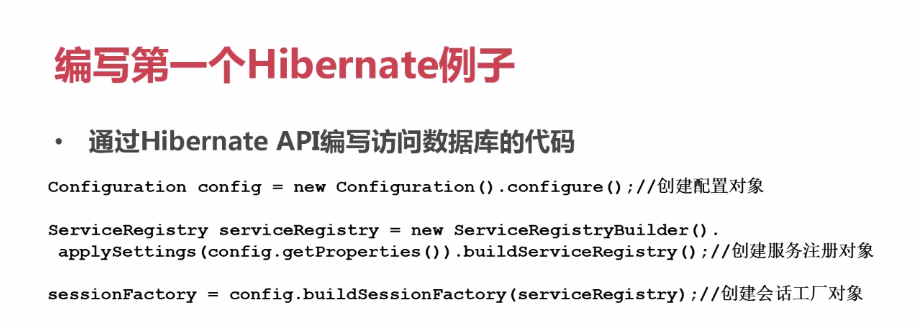 编写第一个Hibernate例子
• 通过Hibernate API编写访问数据库的代码
Configuration config = new Configuration().configure();//创建配置对象
ServiceRegistry serviceRegistry = new ServiceRegistryBuilder().
applySettings(config.getProperties()).buildServiceRegistry();//创建服务注册对象
sessionFactory = config.buildSessionFactory(serviceRegistry);//创建会话工厂对象